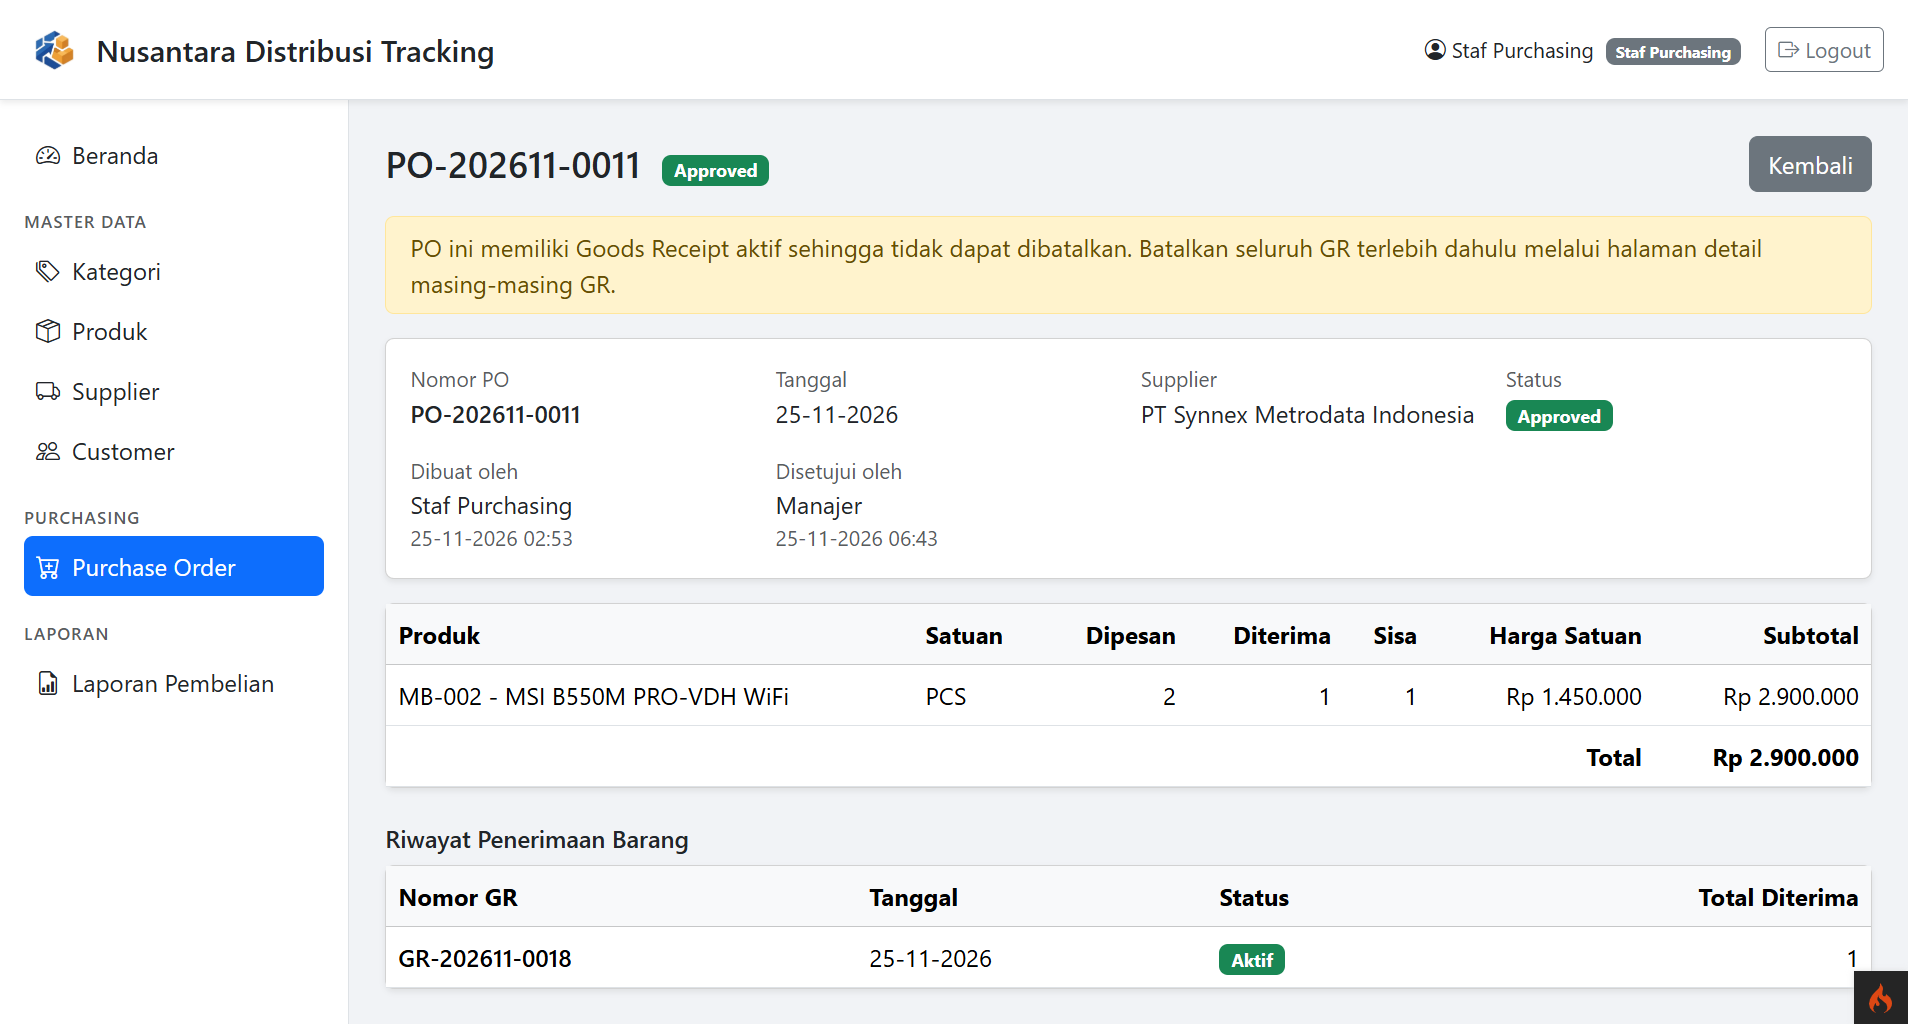 Nusantara Distribusi Tracking
Staf Purchasing Staf Purchasing Logout
Beranda
MASTER DATA
Kategori
Produk
Supplier
Customer
PURCHASING
Purchase Order
LAPORAN
Laporan Pembelian
PO-202611-0011 Approved
Kembali
PO ini memiliki Goods Receipt aktif sehingga tidak dapat dibatalkan. Batalkan seluruh GR terlebih dahulu melalui halaman detail
masing-masing GR.
Nomor PO Tanggal Supplier Status
PO-202611-0011 25-11-2026 PT Synnex Metrodata Indonesia Approved
Dibuat oleh Disetujui oleh
Staf Purchasing Manajer
25-11-2026 02:53 25-11-2026 06:43
Produk Satuan Dipesan Diterima Sisa Harga Satuan Subtotal
MB-002 - MSI B550M PRO-VDH WiFi PCS 2 1 1 Rp 1.450.000 Rp 2.900.000
Total Rp 2.900.000
Riwayat Penerimaan Barang
Nomor GR Tanggal Status Total Diterima
GR-202611-0018 25-11-2026 Aktif 1